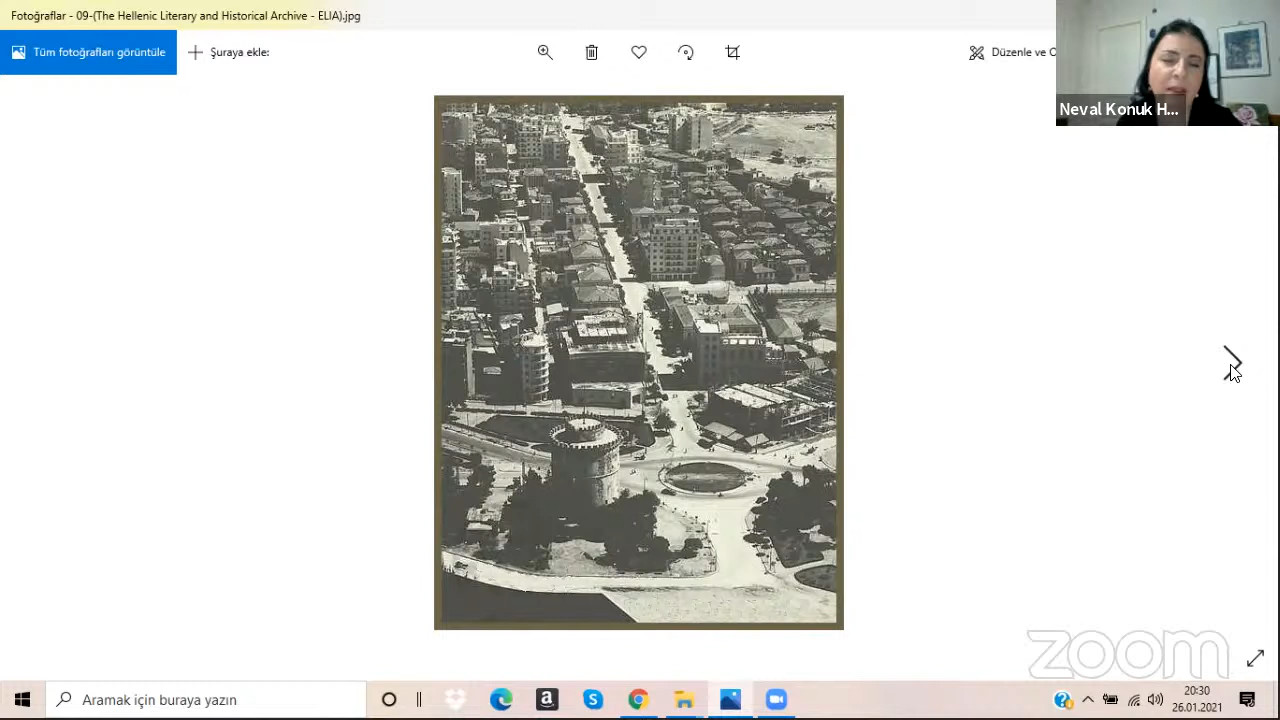 Fotoğraflar - 09-(The Hellenic Literary and Historical Archive - ELIA).jpg
Tüm fotoğrafları görüntüle
Şuraya ekle:
Düzenle ve O
Neval Konuk H...
zoom
Aramak için buraya yazın
20:30
26.01.2021